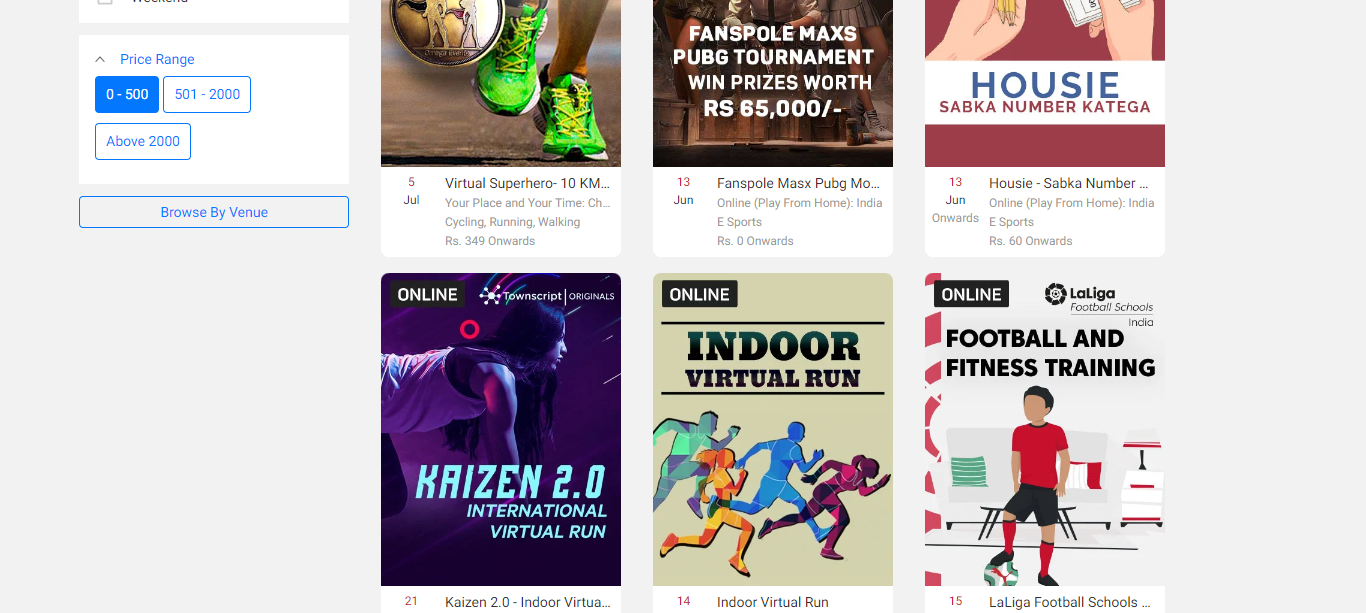 Weekend
Price Range
0 - 500
501 - 2000
Above 2000
Browse By Venue
FANSPOLE MAXS
PUBG TOURNAMENT
WIN PRIZES WORTH
RS 65,000/-
HOUSIE
SABKA NUMBER KATEGA
5
Jul
Virtual Superhero- 10 KM...
Your Place and Your Time: Ch...
Cycling, Running, Walking
Rs. 349 Onwards
13
Jun
Fanspole Masx Pubg Mo...
Online (Play From Home): India
E Sports
Rs. 0 Onwards
13
Jun
Onwards
Housie - Sabka Number ...
Online (Play From Home): India
E Sports
Rs. 60 Onwards
ONLINE
Townscript | ORIGINALS
KAIZEN 2.0
INTERNATIONAL
VIRTUAL RUN
ONLINE
INDOOR
VIRTUAL RUN
ONLINE
LaLiga
Football Schools
India
FOOTBALL AND
FITNESS TRAINING
21
Kaizen 2.0 - Indoor Virtua...
14
Indoor Virtual Run
15
LaLiga Football Schools ...